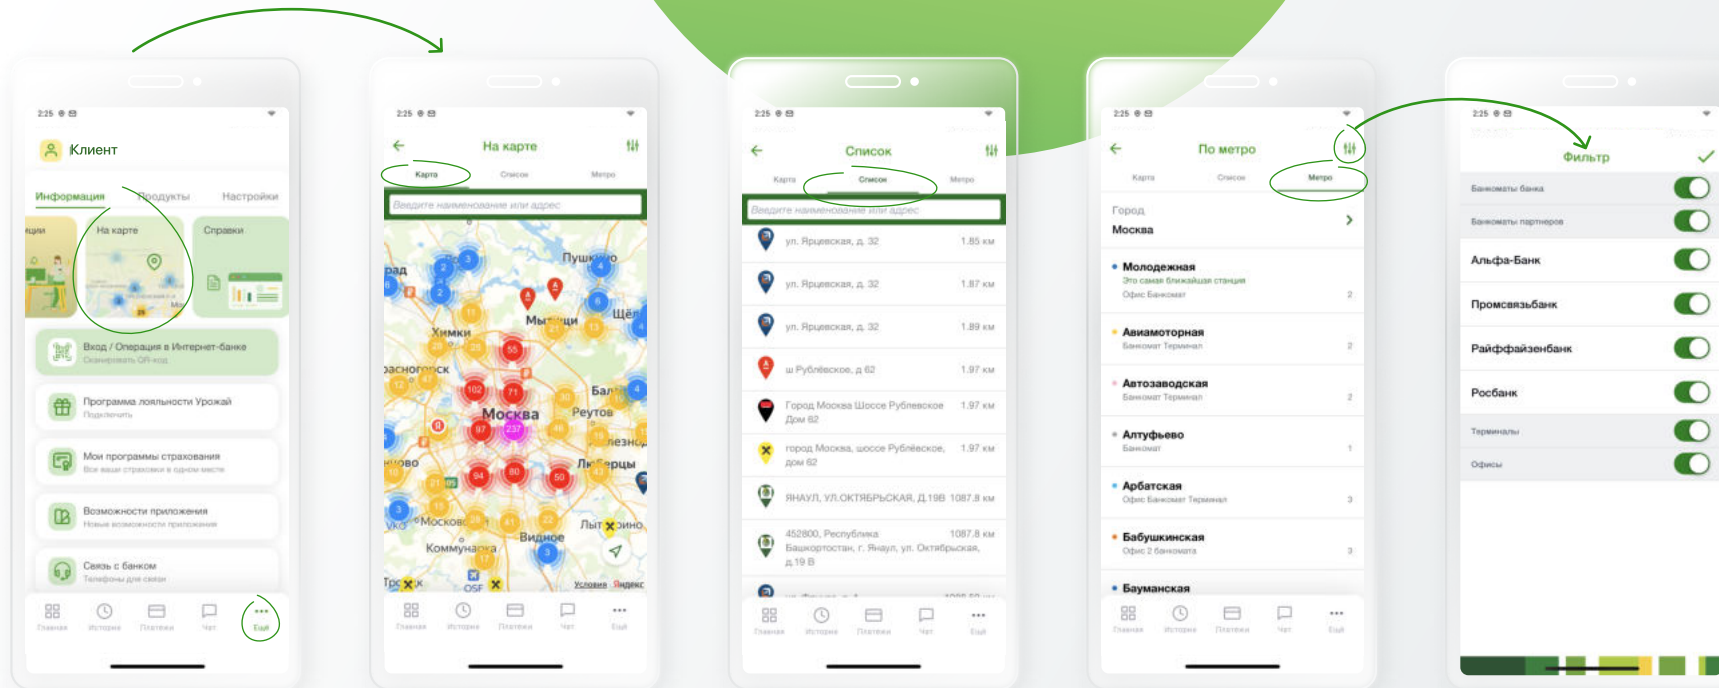 2:25
Клиент
Информация
Продукты
Настройки
На карте
Справки
Вход / Операция в Интернет-банке
Сканировать QR-код
Программа лояльности Урожай
Подключить
Мои программы страхования
Все ваши страховки в одном месте
Возможности приложения
Новые возможности приложения
Связь с банком
Телефоны для связи
Главная
История
Платежи
Чат
Ещё
2:25
На карте
Карта
Список
Метро
Введите наименование или адрес
Химки
Мытищи
Москва
Реутов
Люберцы
Видное
Коммунарка
OSF
Условия Яндекс
Главная
История
Платежи
Чат
Ещё
2:25
Список
Карта
Список
Метро
Введите наименование или адрес
ул. Ярцевская, д. 32
1.85 км
ул. Ярцевская, д. 32
1.87 км
ул. Ярцевская, д. 32
1.89 км
ш Рублёвское, д 62
1.97 км
Город Москва Шоссе Рублевское
1.97 км
Дом 62
город Москва, шоссе Рублёвское,
1.97 км
дом 62
ЯНАУЛ, УЛ.ОКТЯБРЬСКАЯ, Д.19В
1087.8 км
452800, Республика
1087.8 км
Башкортостан, г. Янаул, ул. Октябрьская,
д.19 В
Главная
История
Платежи
Чат
Ещё
2:25
По метро
Карта
Список
Метро
Город
Москва
Молодежная
Это самая ближайшая станция
Офис Банкомат
2
Авиамоторная
Банкомат Терминал
2
Автозаводская
Банкомат Терминал
2
Алтуфьево
Банкомат
1
Арбатская
Офис Банкомат Терминал
3
Бабушкинская
Офис 2 банкомата
3
Бауманская
Главная
История
Платежи
Чат
Ещё
2:25
Фильтр
Банкоматы банка
Банкоматы партнеров
Альфа-Банк
Промсвязьбанк
Райффайзенбанк
Росбанк
Терминалы
Офисы